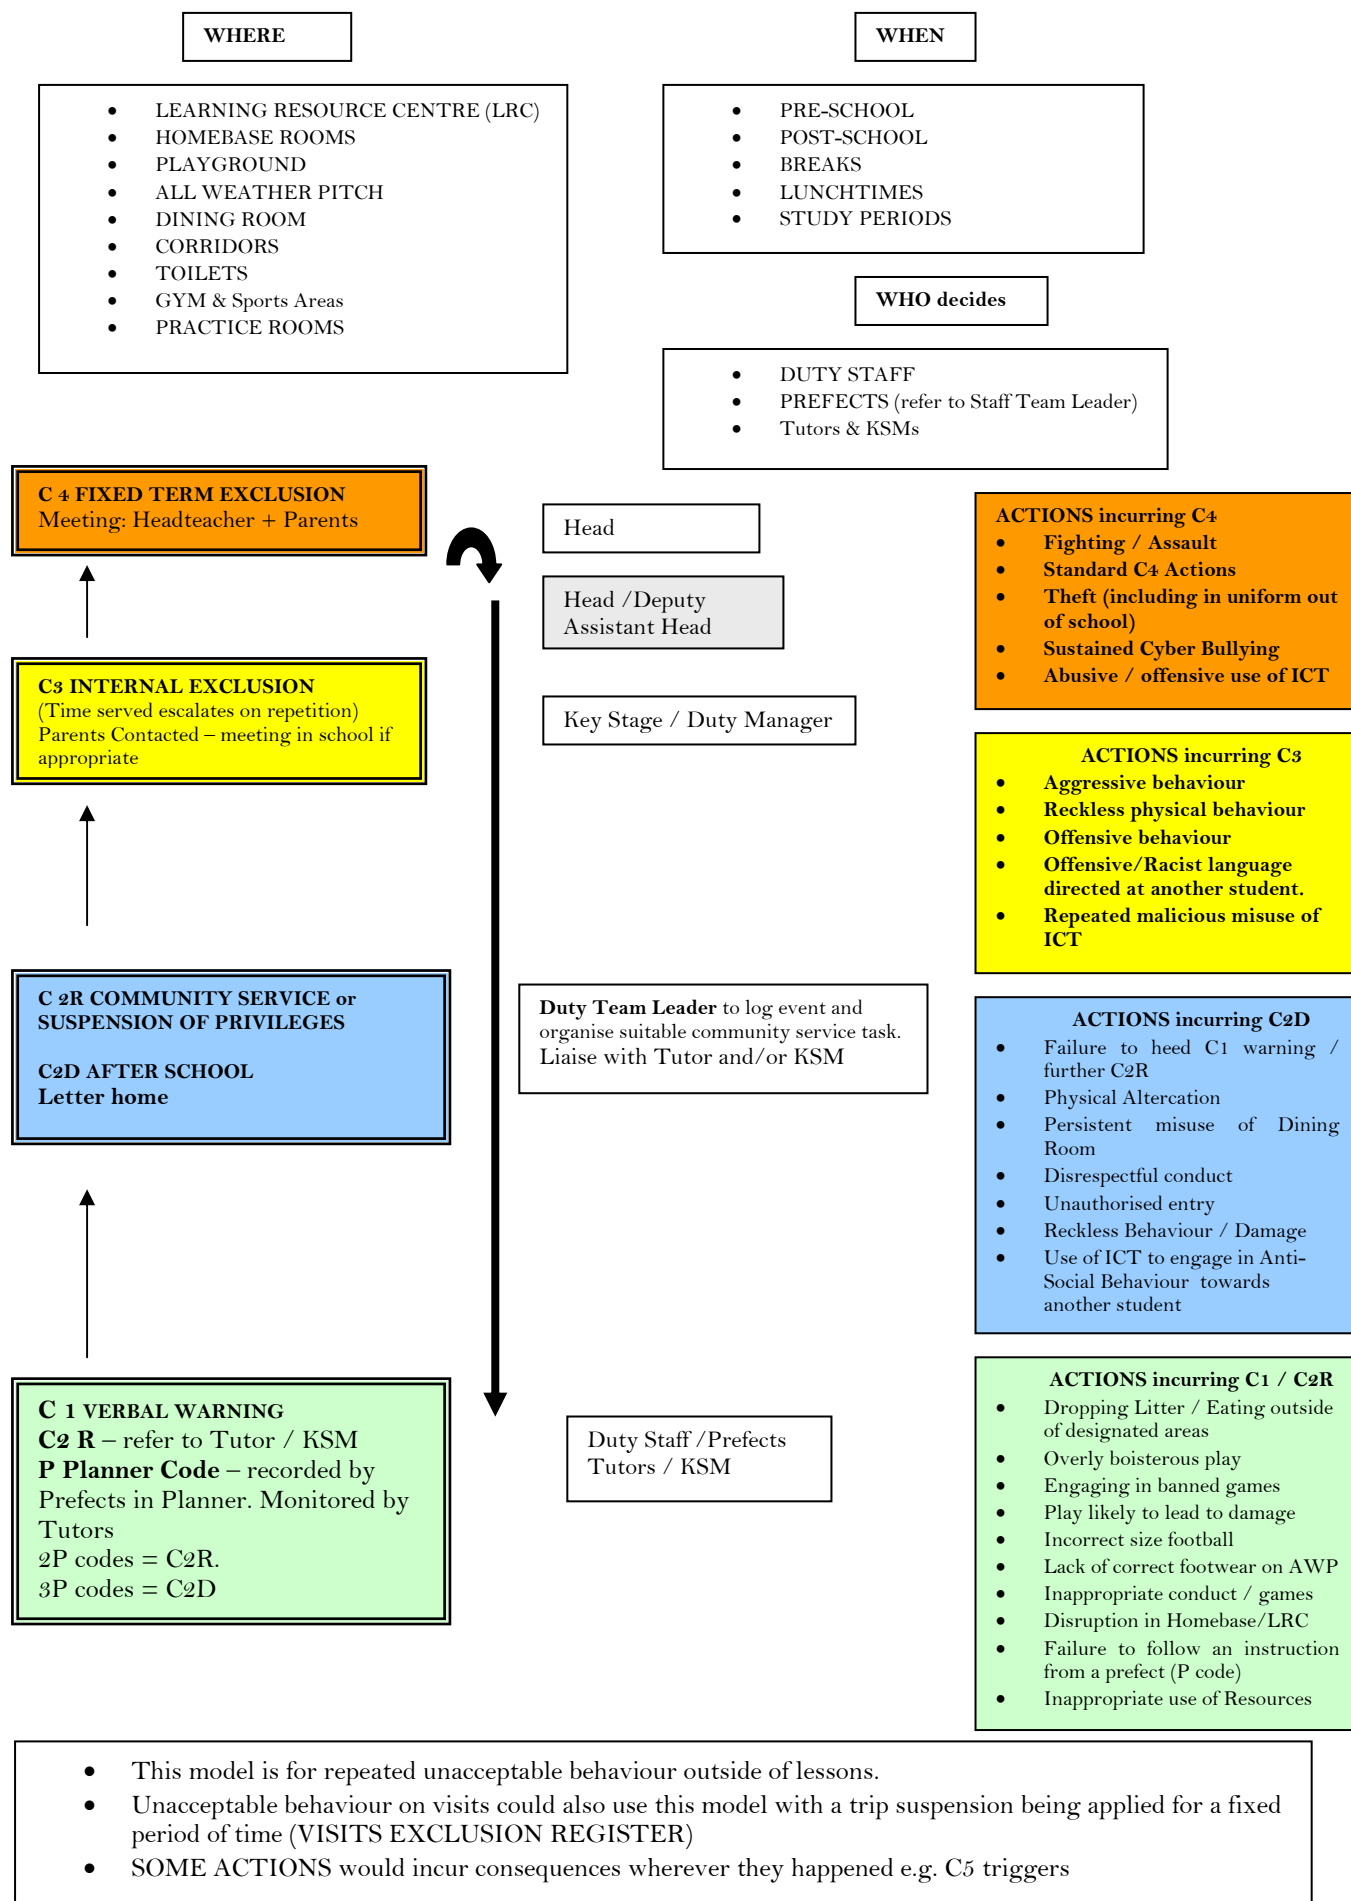 WHERE
• LEARNING RESOURCE CENTRE (LRC)
• HOMEBASE ROOMS
• PLAYGROUND
• ALL WEATHER PITCH
• DINING ROOM
• CORRIDORS
• TOILETS
• GYM & Sports Areas
• PRACTICE ROOMS
WHEN
• PRE-SCHOOL
• POST-SCHOOL
• BREAKS
• LUNCHTIMES
• STUDY PERIODS
WHO decides
• DUTY STAFF
• PREFECTS (refer to Staff Team Leader)
• Tutors & KSMs
C 4 FIXED TERM EXCLUSION
Meeting: Headteacher + Parents
Head
Head /Deputy
Assistant Head
ACTIONS incurring C4
• Fighting / Assault
• Standard C4 Actions
• Theft (including in uniform out
of school)
• Sustained Cyber Bullying
• Abusive / offensive use of ICT
C3 INTERNAL EXCLUSION
(Time served escalates on repetition)
Parents Contacted – meeting in school if
appropriate
Key Stage / Duty Manager
ACTIONS incurring C3
• Aggressive behaviour
• Reckless physical behaviour
• Offensive behaviour
• Offensive/Racist language
directed at another student.
• Repeated malicious misuse of
ICT
C 2R COMMUNITY SERVICE or
SUSPENSION OF PRIVILEGES
C2D AFTER SCHOOL
Letter home
Duty Team Leader to log event and
organise suitable community service task.
Liaise with Tutor and/or KSM
ACTIONS incurring C2D
• Failure to heed C1 warning /
further C2R
• Physical Altercation
• Persistent misuse of Dining
Room
• Disrespectful conduct
• Unauthorised entry
• Reckless Behaviour / Damage
• Use of ICT to engage in Anti-
Social Behaviour towards
another student
C 1 VERBAL WARNING
C2 R – refer to Tutor / KSM
P Planner Code – recorded by
Prefects in Planner. Monitored by
Tutors
2P codes = C2R.
3P codes = C2D
Duty Staff /Prefects
Tutors / KSM
ACTIONS incurring C1 / C2R
• Dropping Litter / Eating outside
of designated areas
• Overly boisterous play
• Engaging in banned games
• Play likely to lead to damage
• Incorrect size football
• Lack of correct footwear on AWP
• Inappropriate conduct / games
• Disruption in Homebase/LRC
• Failure to follow an instruction
from a prefect (P code)
• Inappropriate use of Resources
• This model is for repeated unacceptable behaviour outside of lessons.
• Unacceptable behaviour on visits could also use this model with a trip suspension being applied for a fixed
period of time (VISITS EXCLUSION REGISTER)
• SOME ACTIONS would incur consequences wherever they happened e.g. C5 triggers